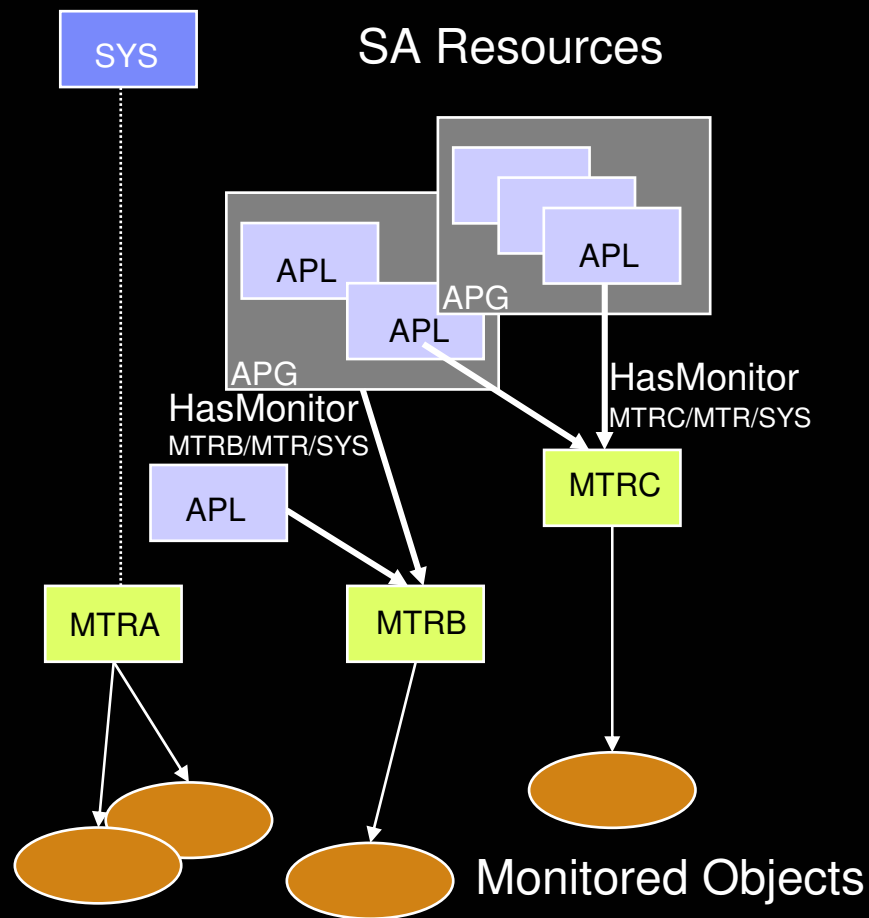 SYS
SA Resources
APL
APL
APG
APL
APG
HasMonitor
MTRC/MTR/SYS
HasMonitor
MTRB/MTR/SYS
APL
MTRC
MTRA
MTRB
Monitored Objects